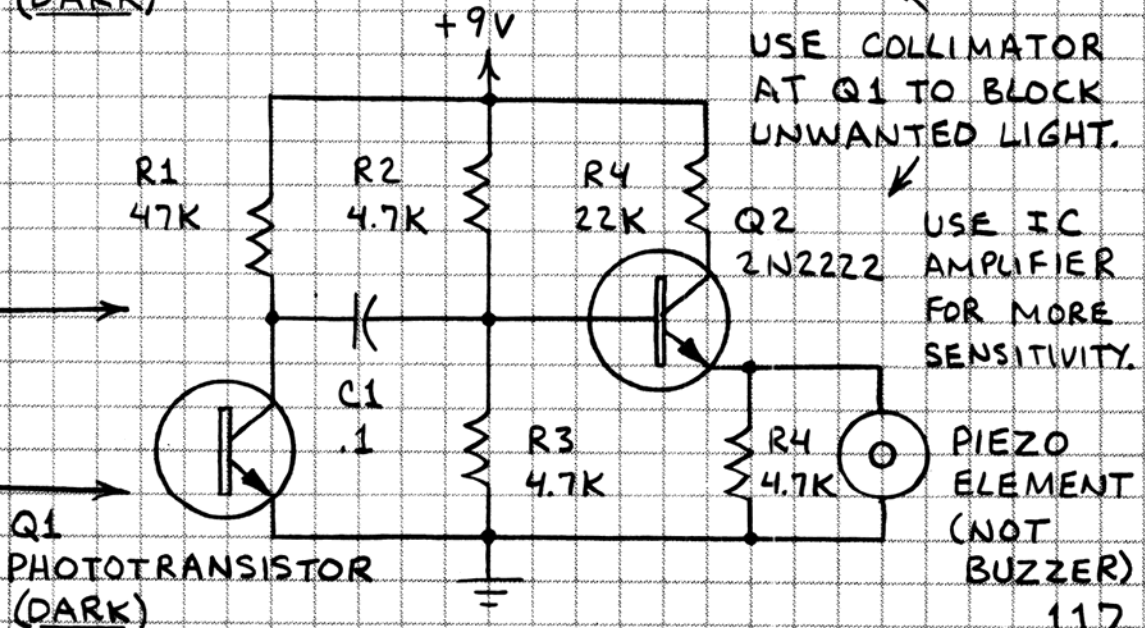 (DARK)
+9V
USE COLLIMATOR
AT Q1 TO BLOCK
UNWANTED LIGHT.
R1
47K
R2
4.7K
R4
22K
Q2
2N2222
USE IC
AMPLIFIER
FOR MORE
SENSITIVITY.
C1
.1
R3
4.7K
R4
4.7K
PIEZO
ELEMENT
(NOT
BUZZER)
Q1
PHOTOTRANSISTOR
(DARK)
117